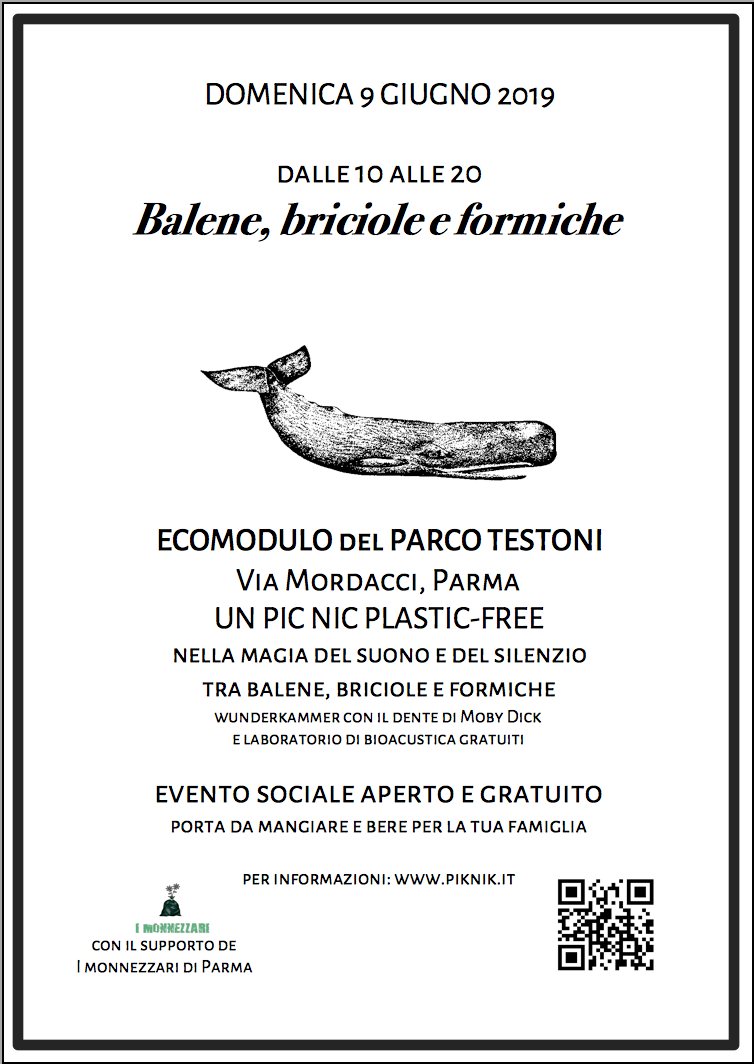 DOMENICA 9 GIUGNO 2019
DALLE 10 ALLE 20
Balene, briciole e formiche
ECOMODULO DEL PARCO TESTONI
VIA MORDACCI, PARMA
UN PIC NIC PLASTIC-FREE
NELLA MAGIA DEL SUONO E DEL SILENZIO
TRA BALENE, BRICIOLE E FORMICHE
WUNDERKAMMER CON IL DENTE DI MOBY DICK
E LABORATORIO DI BIOACUSTICA GRATUITI
EVENTO SOCIALE APERTO E GRATUITO
PORTA DA MANGIARE E BERE PER LA TUA FAMIGLIA
PER INFORMAZIONI: WWW.PIKNIK.IT
I MONNEZZARI
CON IL SUPPORTO DE
I MONNEZZARI DI PARMA